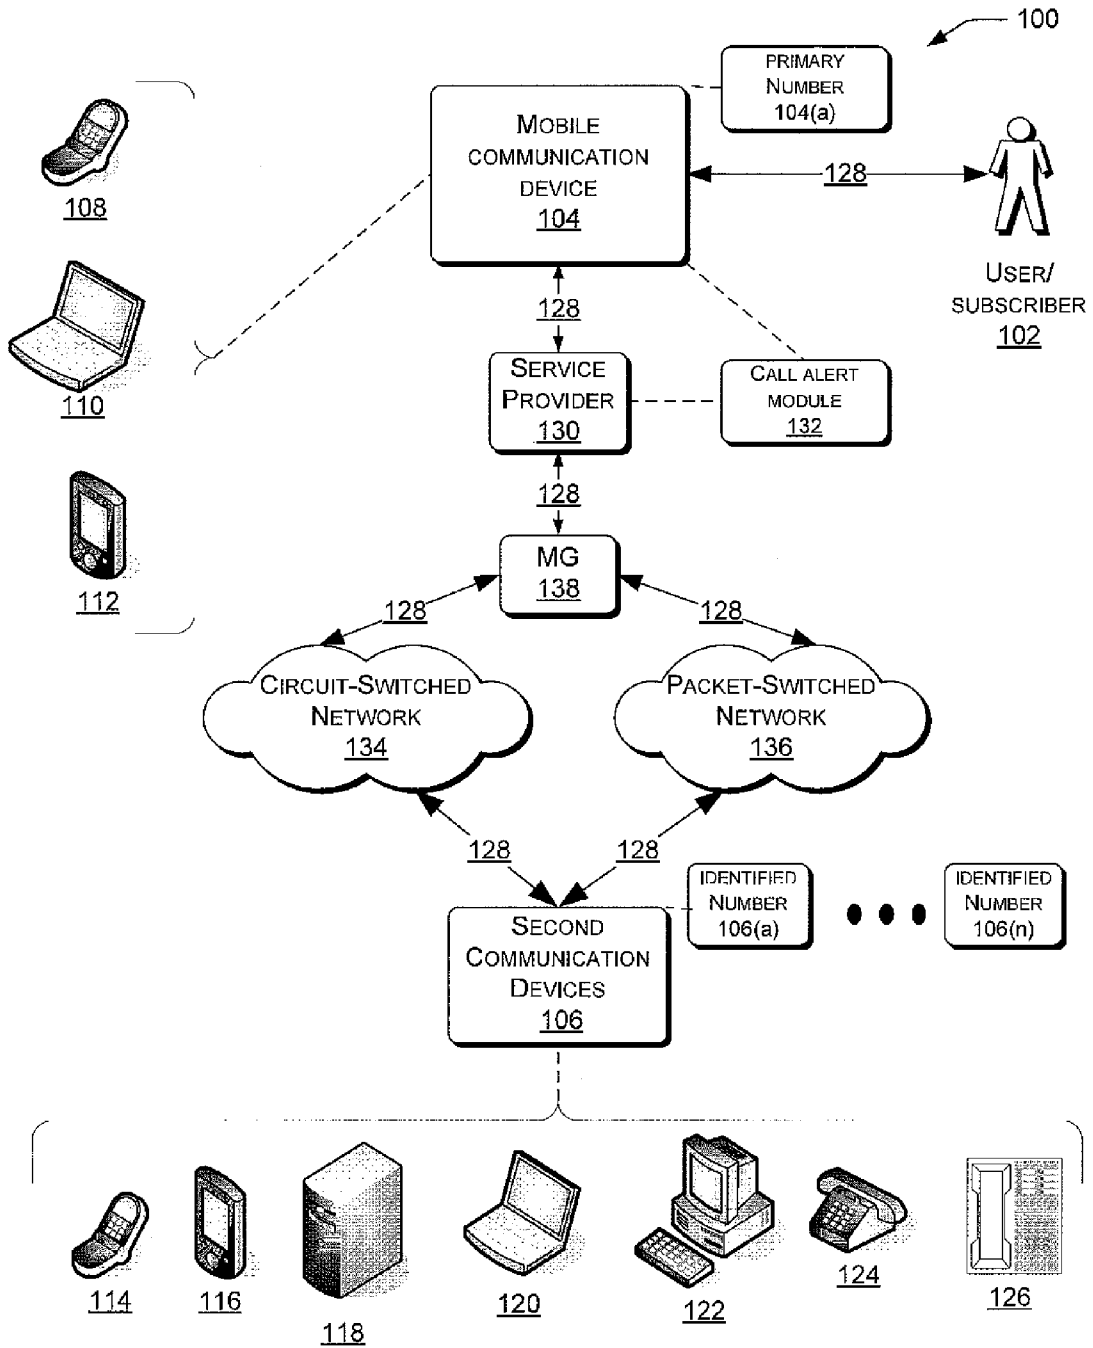 100
PRIMARY
NUMBER
104(a)
MOBILE
COMMUNICATION
DEVICE
104
128
USER/
SUBSCRIBER
102
108
110
112
128
SERVICE
PROVIDER
130
CALL ALERT
MODULE
132
128
MG
138
128
128
CIRCUIT-SWITCHED
NETWORK
134
PACKET-SWITCHED
NETWORK
136
128
128
IDENTIFIED
NUMBER
106(a)
IDENTIFIED
NUMBER
106(n)
SECOND
COMMUNICATION
DEVICES
106
114
116
118
120
122
124
126